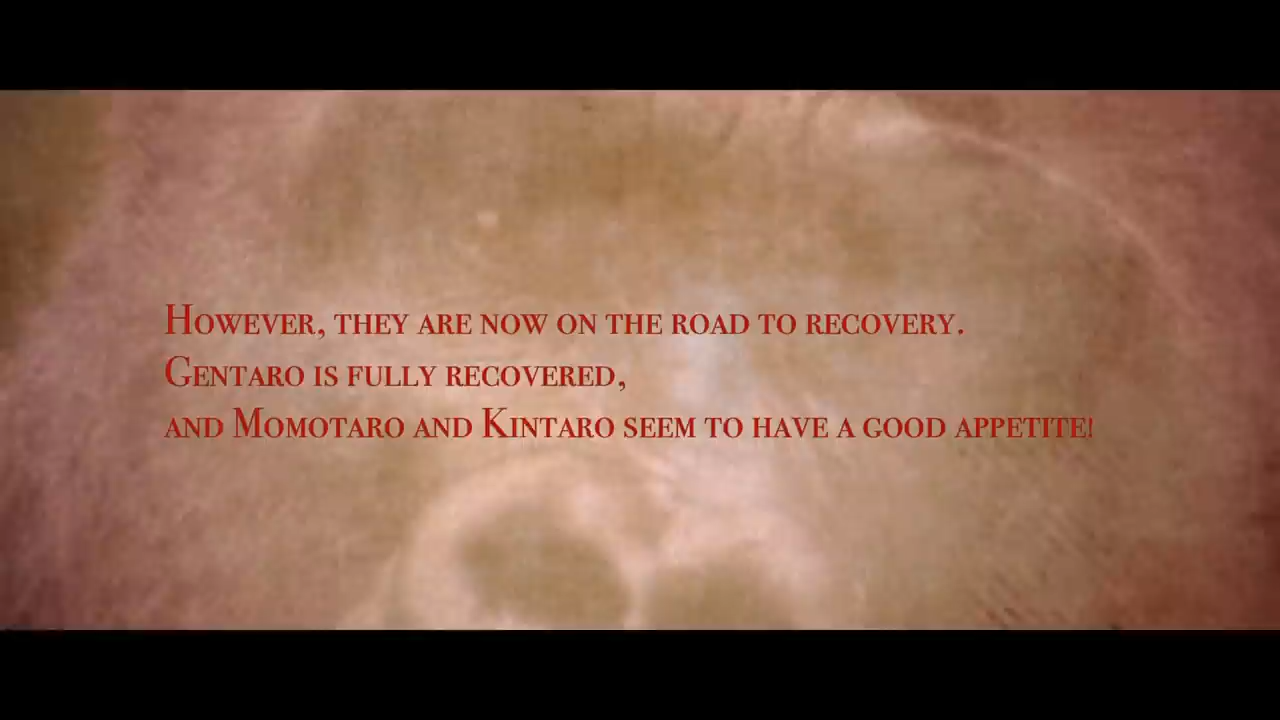 However, they are now on the road to recovery.
Gentaro is fully recovered,
and Momotaro and Kintaro seem to have a good appetite!